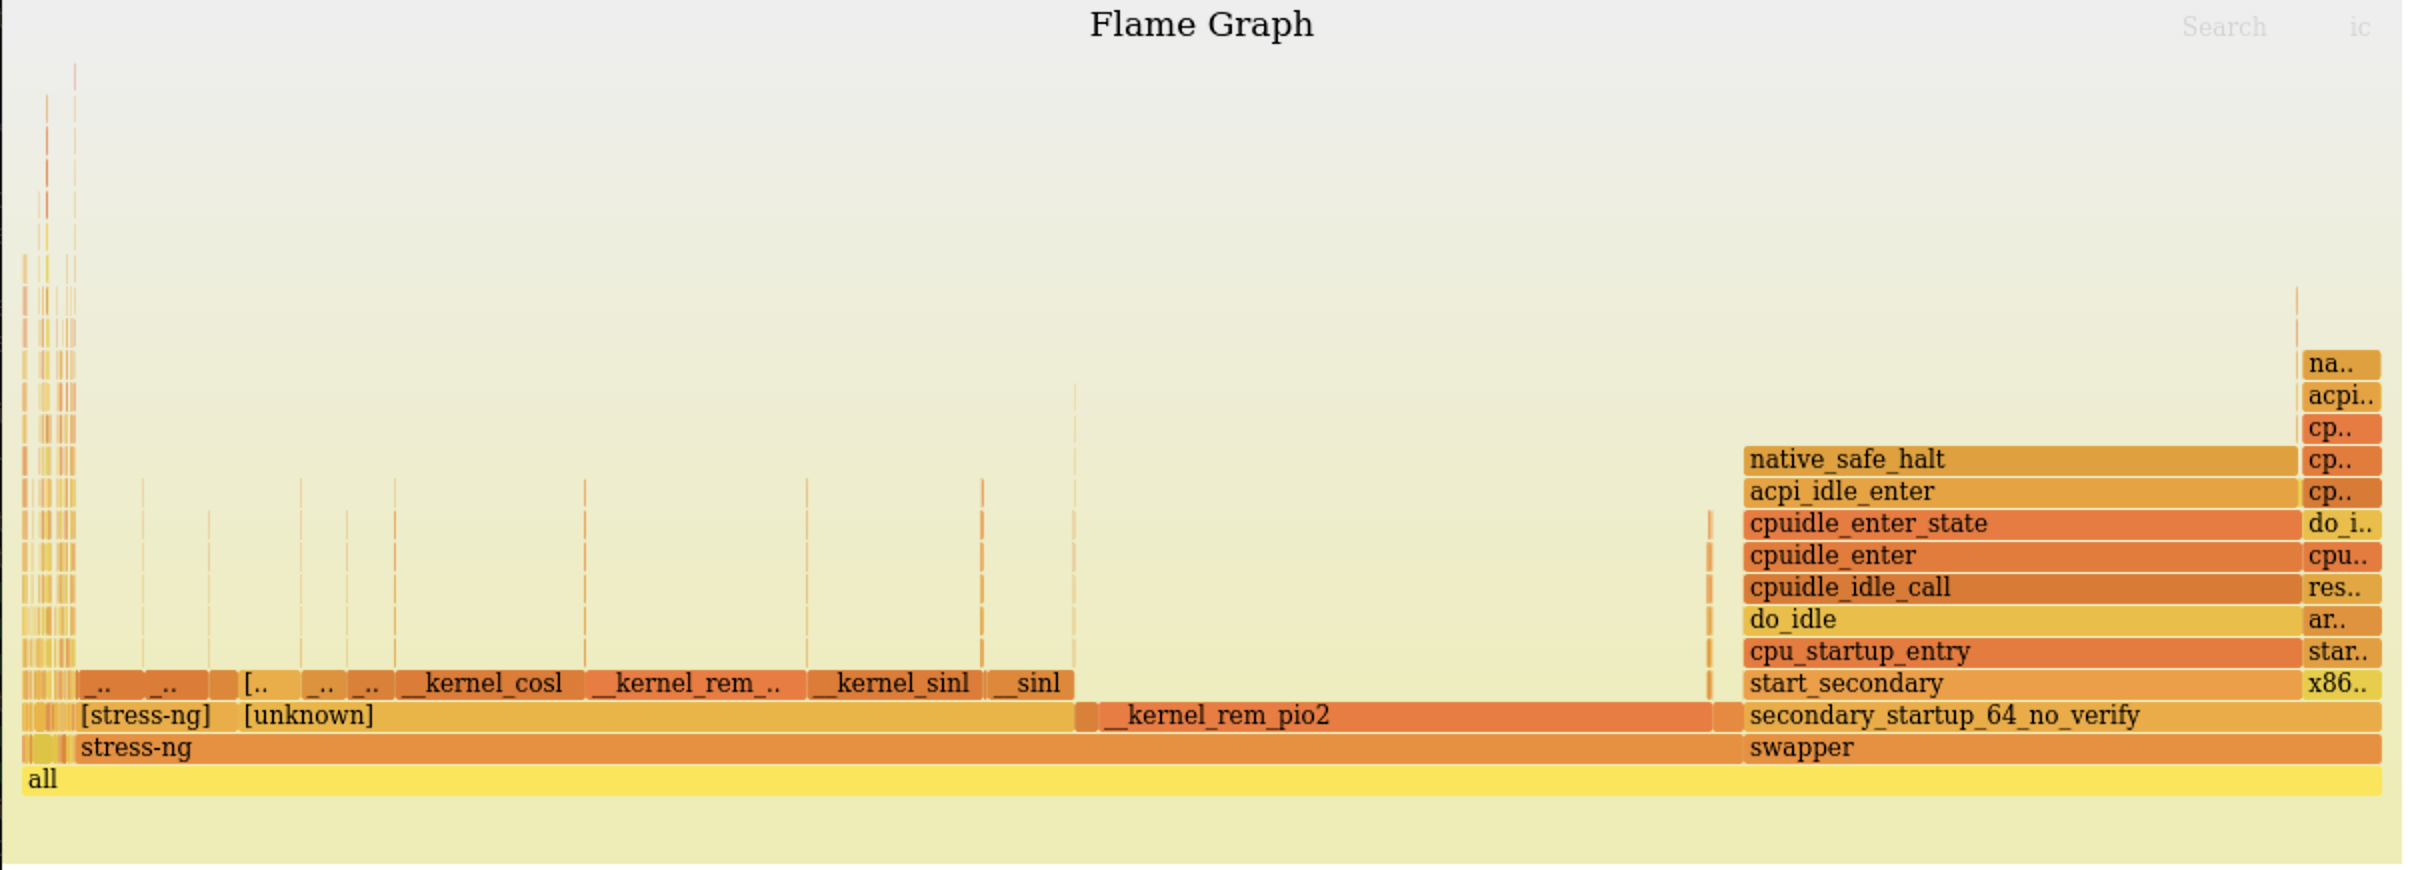 Flame Graph
Search ic
na..
acpi..
cp..
native_safe_halt cp..
acpi_idle_enter cp..
cpuidle_enter_state do_i..
cpuidle_enter cpu..
cpuidle_idle_call res..
do_idle ar..
cpu_startup_entry star..
_.. _.. [.. _.. _.. __kernel_cosl __kernel_rem_.. __kernel_sinl __sinl start_secondary x86..
[stress-ng] [unknown] __kernel_rem_pio2 secondary_startup_64_no_verify
stress-ng swapper
all